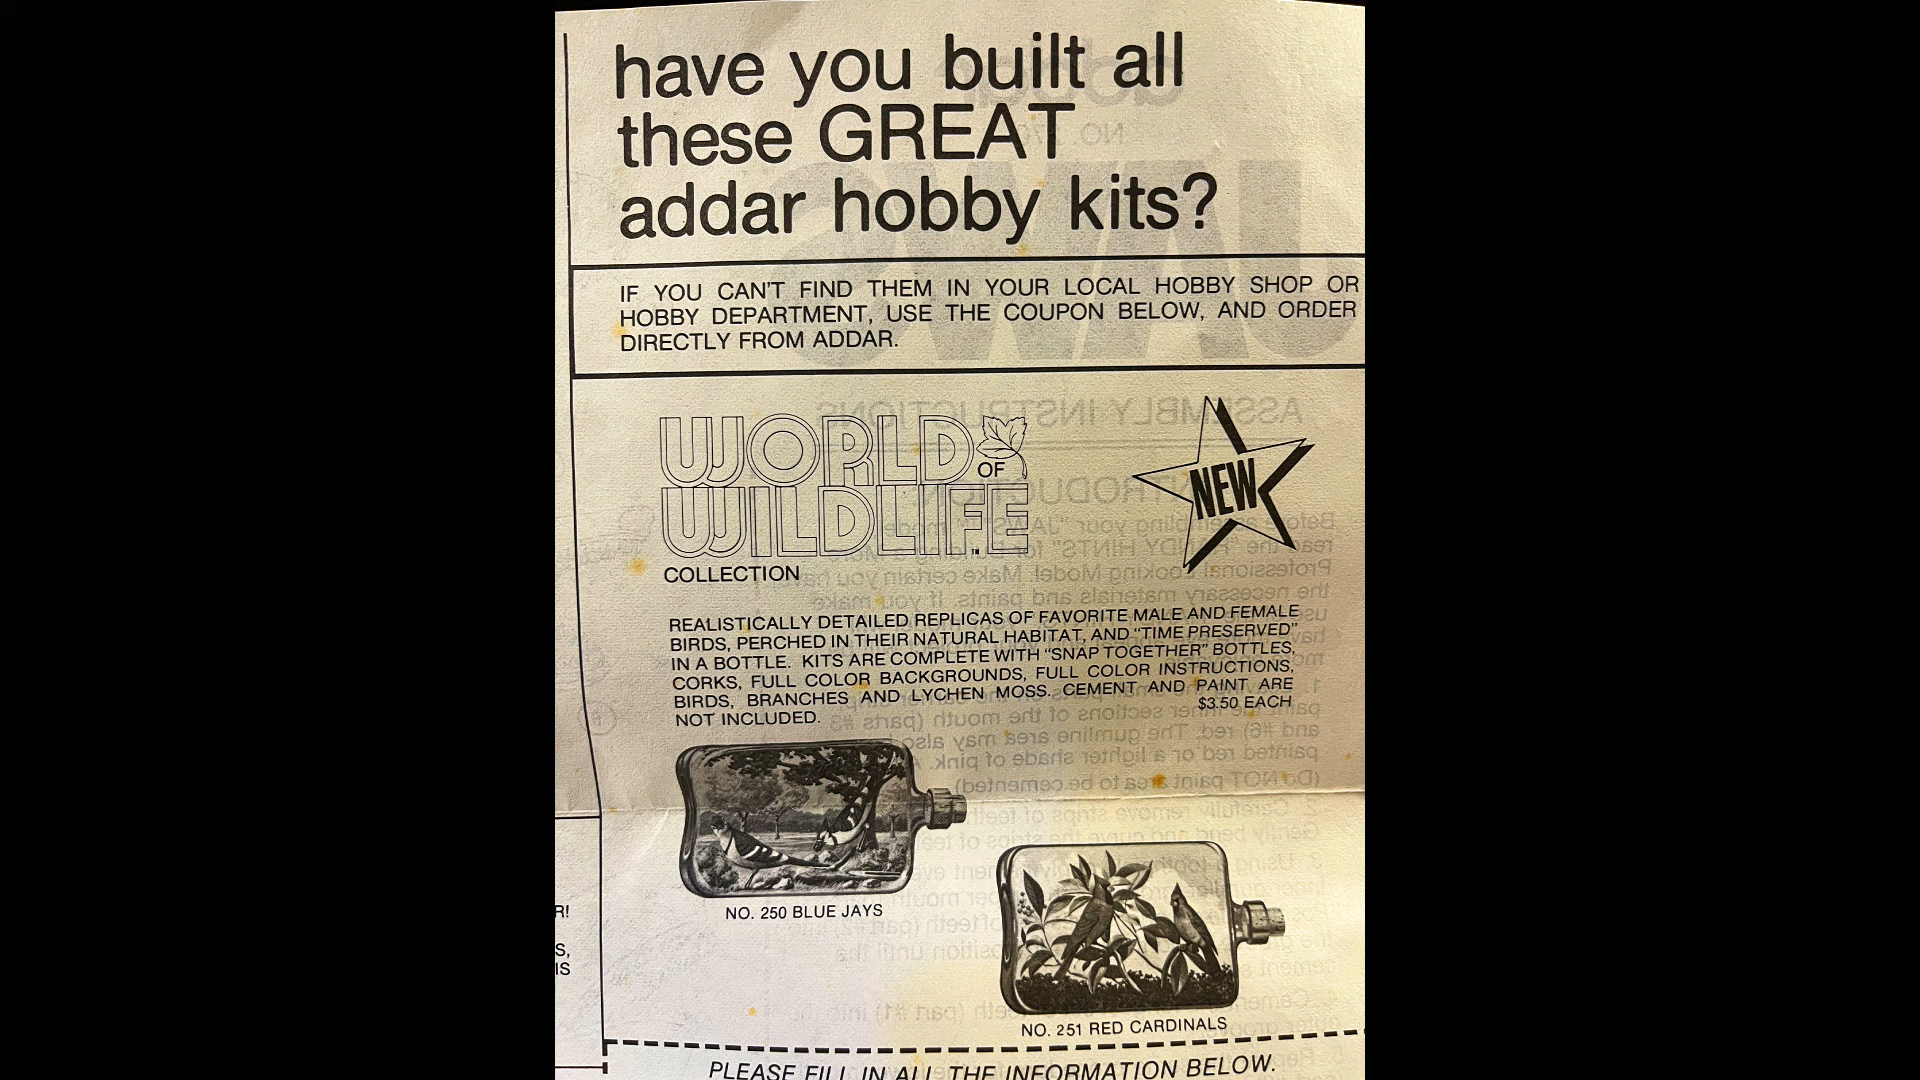 have you built all
these GREAT
addar hobby kits?
IF YOU CAN'T FIND THEM IN YOUR LOCAL HOBBY SHOP OR
HOBBY DEPARTMENT, USE THE COUPON BELOW, AND ORDER
DIRECTLY FROM ADDAR.
WORLD
OF
WILDLIFE™
COLLECTION
NEW
REALISTICALLY DETAILED REPLICAS OF FAVORITE MALE AND FEMALE
BIRDS, PERCHED IN THEIR NATURAL HABITAT, AND "TIME PRESERVED"
IN A BOTTLE. KITS ARE COMPLETE WITH "SNAP TOGETHER" BOTTLES,
CORKS, FULL COLOR BACKGROUNDS, FULL COLOR INSTRUCTIONS,
BIRDS, BRANCHES AND LYCHEN MOSS. CEMENT AND PAINT ARE
NOT INCLUDED. $3.50 EACH
NO. 250 BLUE JAYS
NO. 251 RED CARDINALS
R!
S,
IS
PLEASE FILL IN ALL THE INFORMATION BELOW.